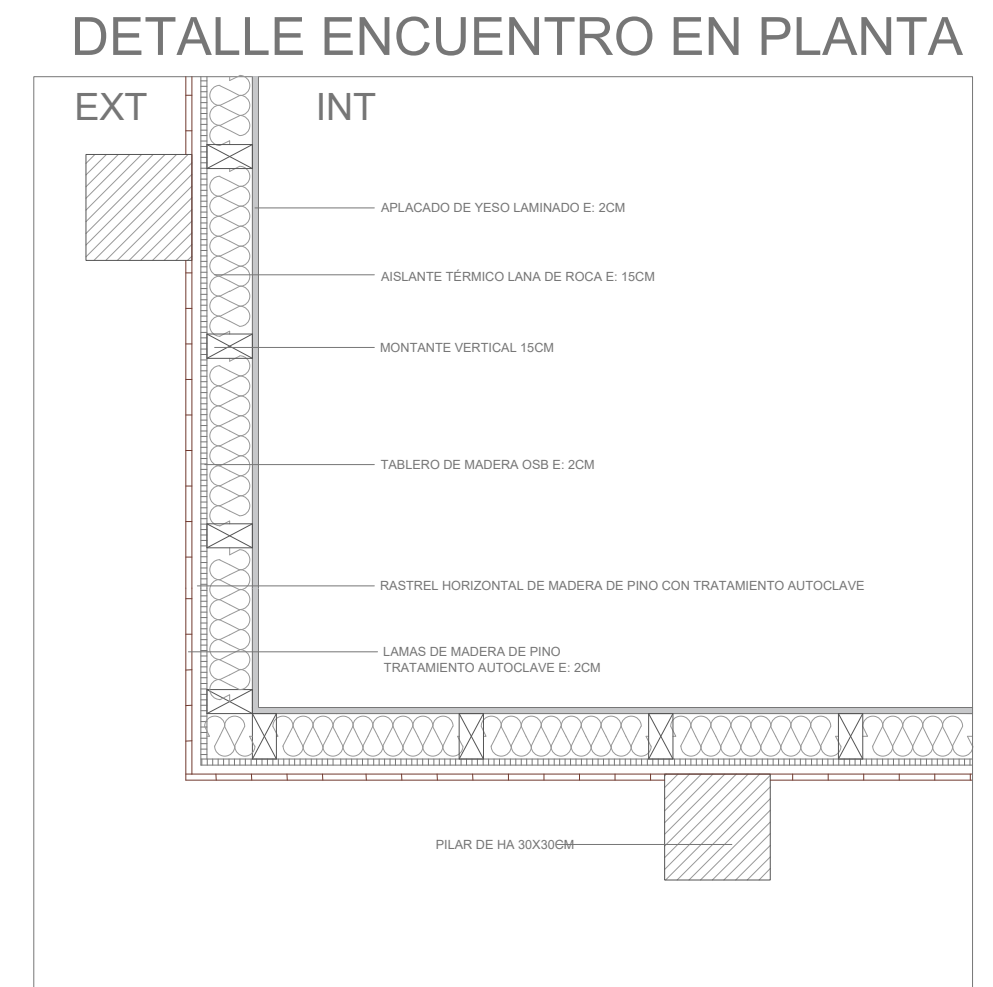 DETALLE ENCUENTRO EN PLANTA
EXT
INT
APLACADO DE YESO LAMINADO E: 2CM
AISLANTE TÉRMICO LANA DE ROCA E: 15CM
MONTANTE VERTICAL 15CM
TABLERO DE MADERA OSB E: 2CM
RASTREL HORIZONTAL DE MADERA DE PINO CON TRATAMIENTO AUTOCLAVE
LAMAS DE MADERA DE PINO
TRATAMIENTO AUTOCLAVE E: 2CM
PILAR DE HA 30X30CM